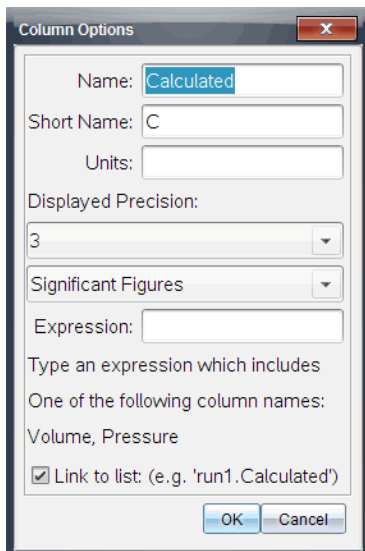 Column Options
Name: Calculated
Short Name: C
Units:
Displayed Precision:
3
Significant Figures
Expression:
Type an expression which includes
One of the following column names:
Volume, Pressure
Link to list: (e.g. 'run1.Calculated')
OK Cancel